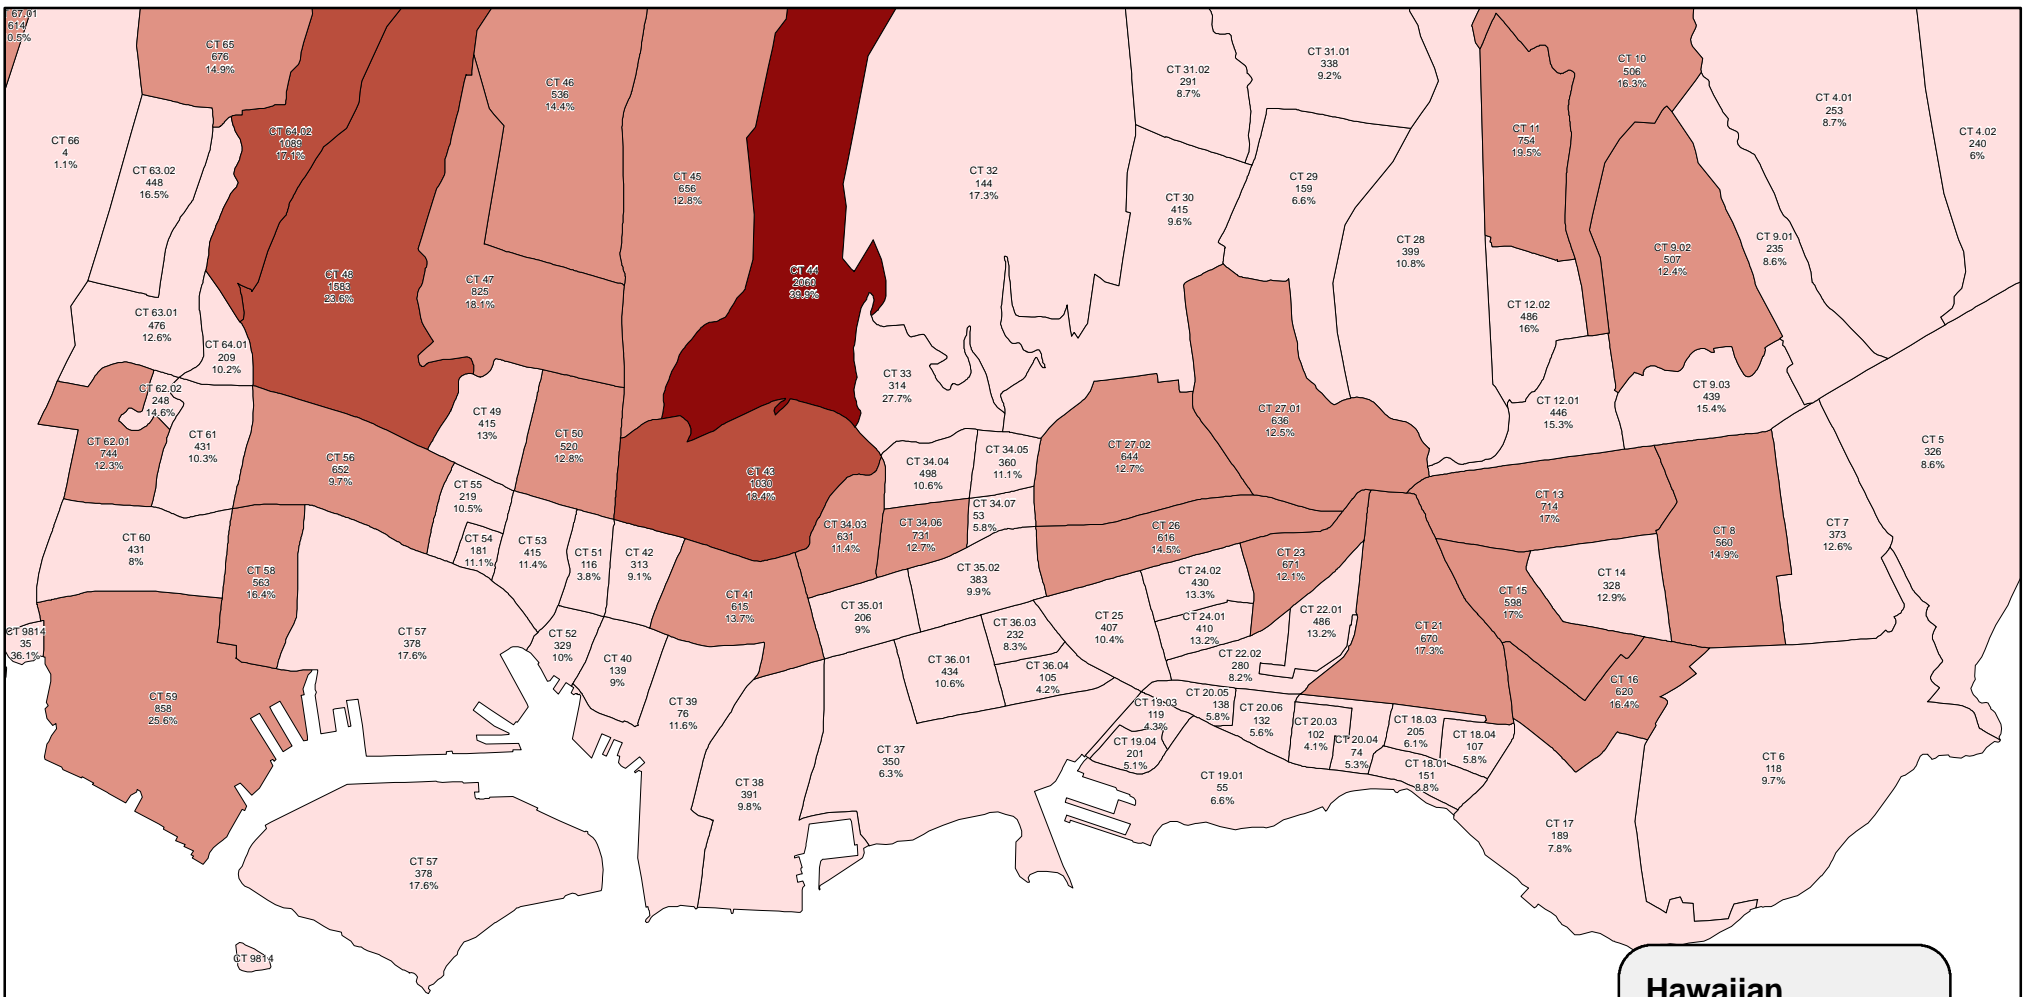 67.01
614
0.5%
CT 65
676
14.9%
CT 46
536
14.4%
CT 31.02
291
8.7%
CT 31.01
338
9.2%
CT 10
506
16.3%
CT 4.01
253
8.7%
CT 4.02
240
6%
CT 66
4
1.1%
CT 63.02
448
16.5%
CT 64.02
1089
17.1%
CT 45
656
12.8%
CT 32
144
17.3%
CT 30
415
9.6%
CT 29
159
6.6%
CT 11
754
19.5%
CT 28
399
10.8%
CT 9.02
507
12.4%
CT 9.01
235
8.6%
CT 48
1583
23.6%
CT 47
825
18.1%
CT 44
2060
39.9%
CT 12.02
486
16%
CT 63.01
476
12.6%
CT 64.01
209
10.2%
CT 33
314
27.7%
CT 62.02
248
14.6%
CT 49
415
13%
CT 27.01
636
12.5%
CT 12.01
446
15.3%
CT 9.03
439
15.4%
CT 62.01
744
12.3%
CT 61
431
10.3%
CT 56
652
9.7%
CT 50
520
12.8%
CT 43
1030
19.4%
CT 34.04
498
10.6%
CT 34.05
360
11.1%
CT 27.02
644
12.7%
CT 5
326
8.6%
CT 55
219
10.5%
CT 34.07
53
5.8%
CT 13
714
17%
CT 60
431
8%
CT 54
181
11.1%
CT 53
415
11.4%
CT 51
116
3.8%
CT 42
313
9.1%
CT 34.03
631
11.4%
CT 34.06
731
12.7%
CT 26
616
14.5%
CT 8
560
14.9%
CT 7
373
12.6%
CT 58
563
16.4%
CT 35.02
383
9.9%
CT 24.02
430
13.3%
CT 23
671
12.1%
CT 15
598
17%
CT 14
328
12.9%
CT 9814
35
36.1%
CT 57
378
17.6%
CT 52
329
10%
CT 41
615
13.7%
CT 35.01
206
9%
CT 36.03
232
8.3%
CT 25
407
10.4%
CT 24.01
410
13.2%
CT 22.01
486
13.2%
CT 21
670
17.3%
CT 40
139
9%
CT 36.01
434
10.6%
CT 36.04
105
4.2%
CT 22.02
280
8.2%
CT 16
620
16.4%
CT 59
858
25.6%
CT 39
76
11.6%
CT 19.03
119
4.3%
CT 20.05
138
5.8%
CT 20.06
132
5.6%
CT 20.03
102
4.1%
CT 20.04
74
5.3%
CT 18.03
205
6.1%
CT 18.04
107
5.8%
CT 37
350
6.3%
CT 19.04
201
5.1%
CT 19.01
55
6.6%
CT 18.01
151
8.8%
CT 6
118
9.7%
CT 38
391
9.8%
CT 17
189
7.8%
CT 57
378
17.6%
CT 9814
Hawaiian